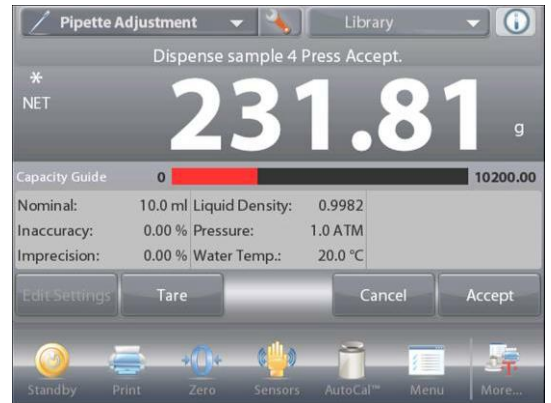 Pipette Adjustment Library
Dispense sample 4 Press Accept.
*
NET
231.81 g
Capacity Guide 0 10200.00
Nominal: 10.0 ml Liquid Density: 0.9982
Inaccuracy: 0.00 % Pressure: 1.0 ATM
Imprecision: 0.00 % Water Temp.: 20.0 °C
Edit Settings Tare Cancel Accept
Standby Print Zero Sensors AutoCal™ Menu More...